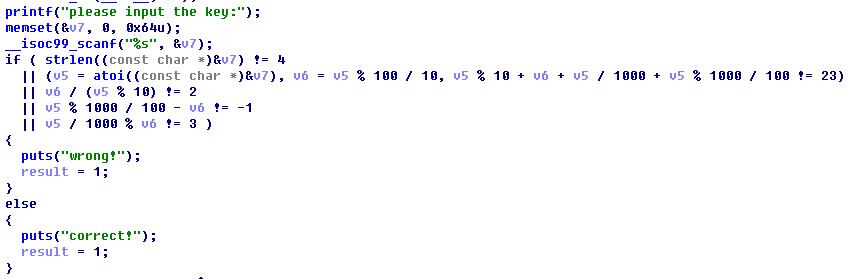 printf("please input the key:");
memset(&v7, 0, 0x64u);
__isoc99_scanf("%s", &v7);
if ( strlen((const char *)&v7) != 4
|| (v5 = atoi((const char *)&v7), v6 = v5 % 100 / 10, v5 % 10 + v6 + v5 / 1000 + v5 % 1000 / 100 != 23)
|| v6 / (v5 % 10) != 2
|| v5 % 1000 / 100 - v6 != -1
|| v5 / 1000 % v6 != 3 )
{
puts("wrong!");
result = 1;
}
else
{
puts("correct!");
result = 1;
}